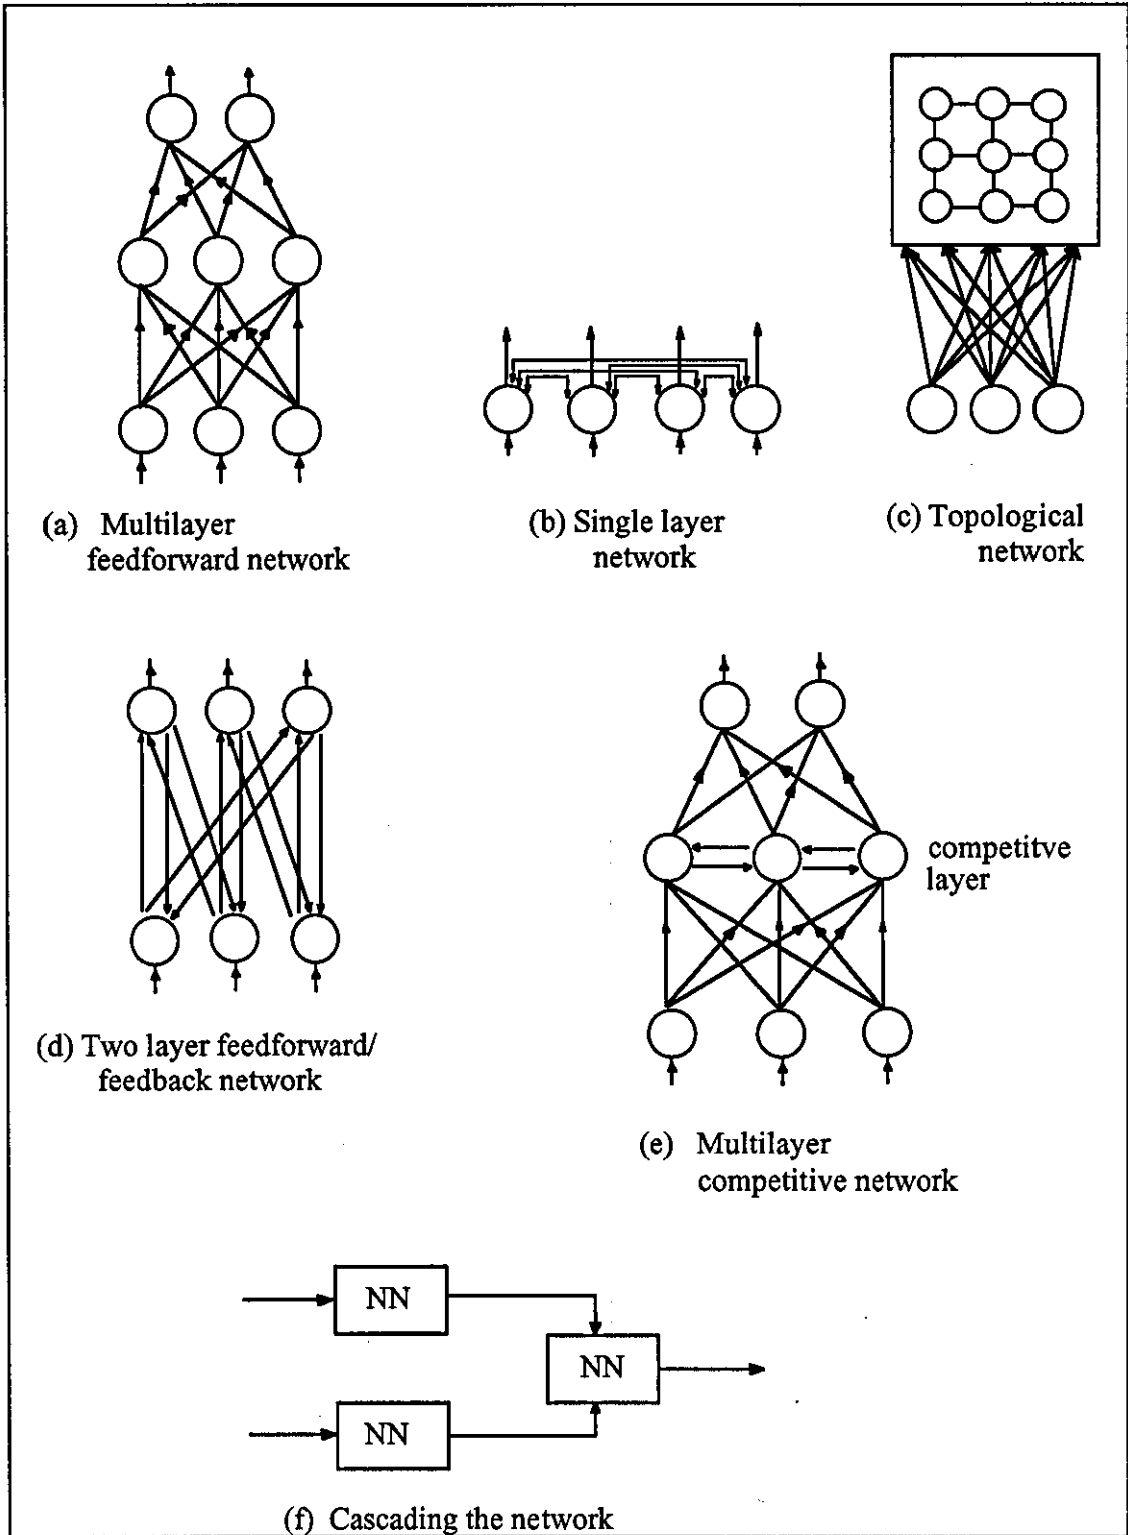 (a) Multilayer
feedforward network
(b) Single layer
network
(c) Topological
network
(d) Two layer feedforward/
feedback network
competitve
layer
(e) Multilayer
competitive network
NN
NN
NN
(f) Cascading the network